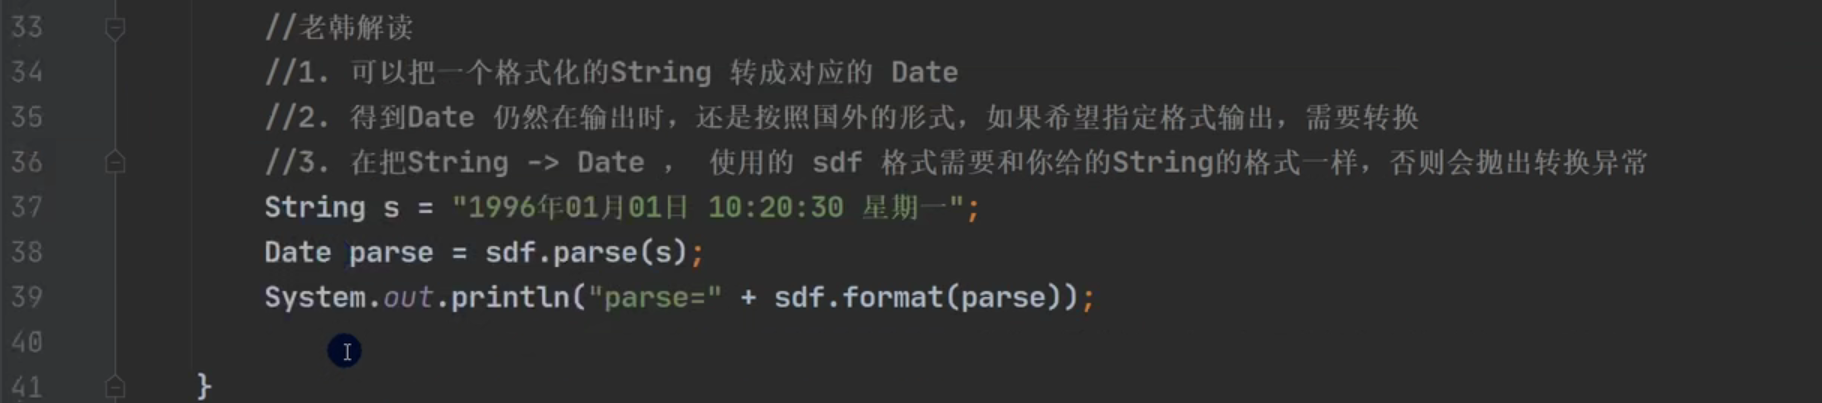 33 //老韩解读
34 //1. 可以把一个格式化的String 转成对应的 Date
35 //2. 得到Date 仍然在输出时，还是按照国外的形式，如果希望指定格式输出，需要转换
36 //3. 在把String -> Date ， 使用的 sdf 格式需要和你给的String的格式一样，否则会抛出转换异常
37 String s = "1996年01月01日 10:20:30 星期一";
38 Date parse = sdf.parse(s);
39 System.out.println("parse=" + sdf.format(parse));
40
41 }